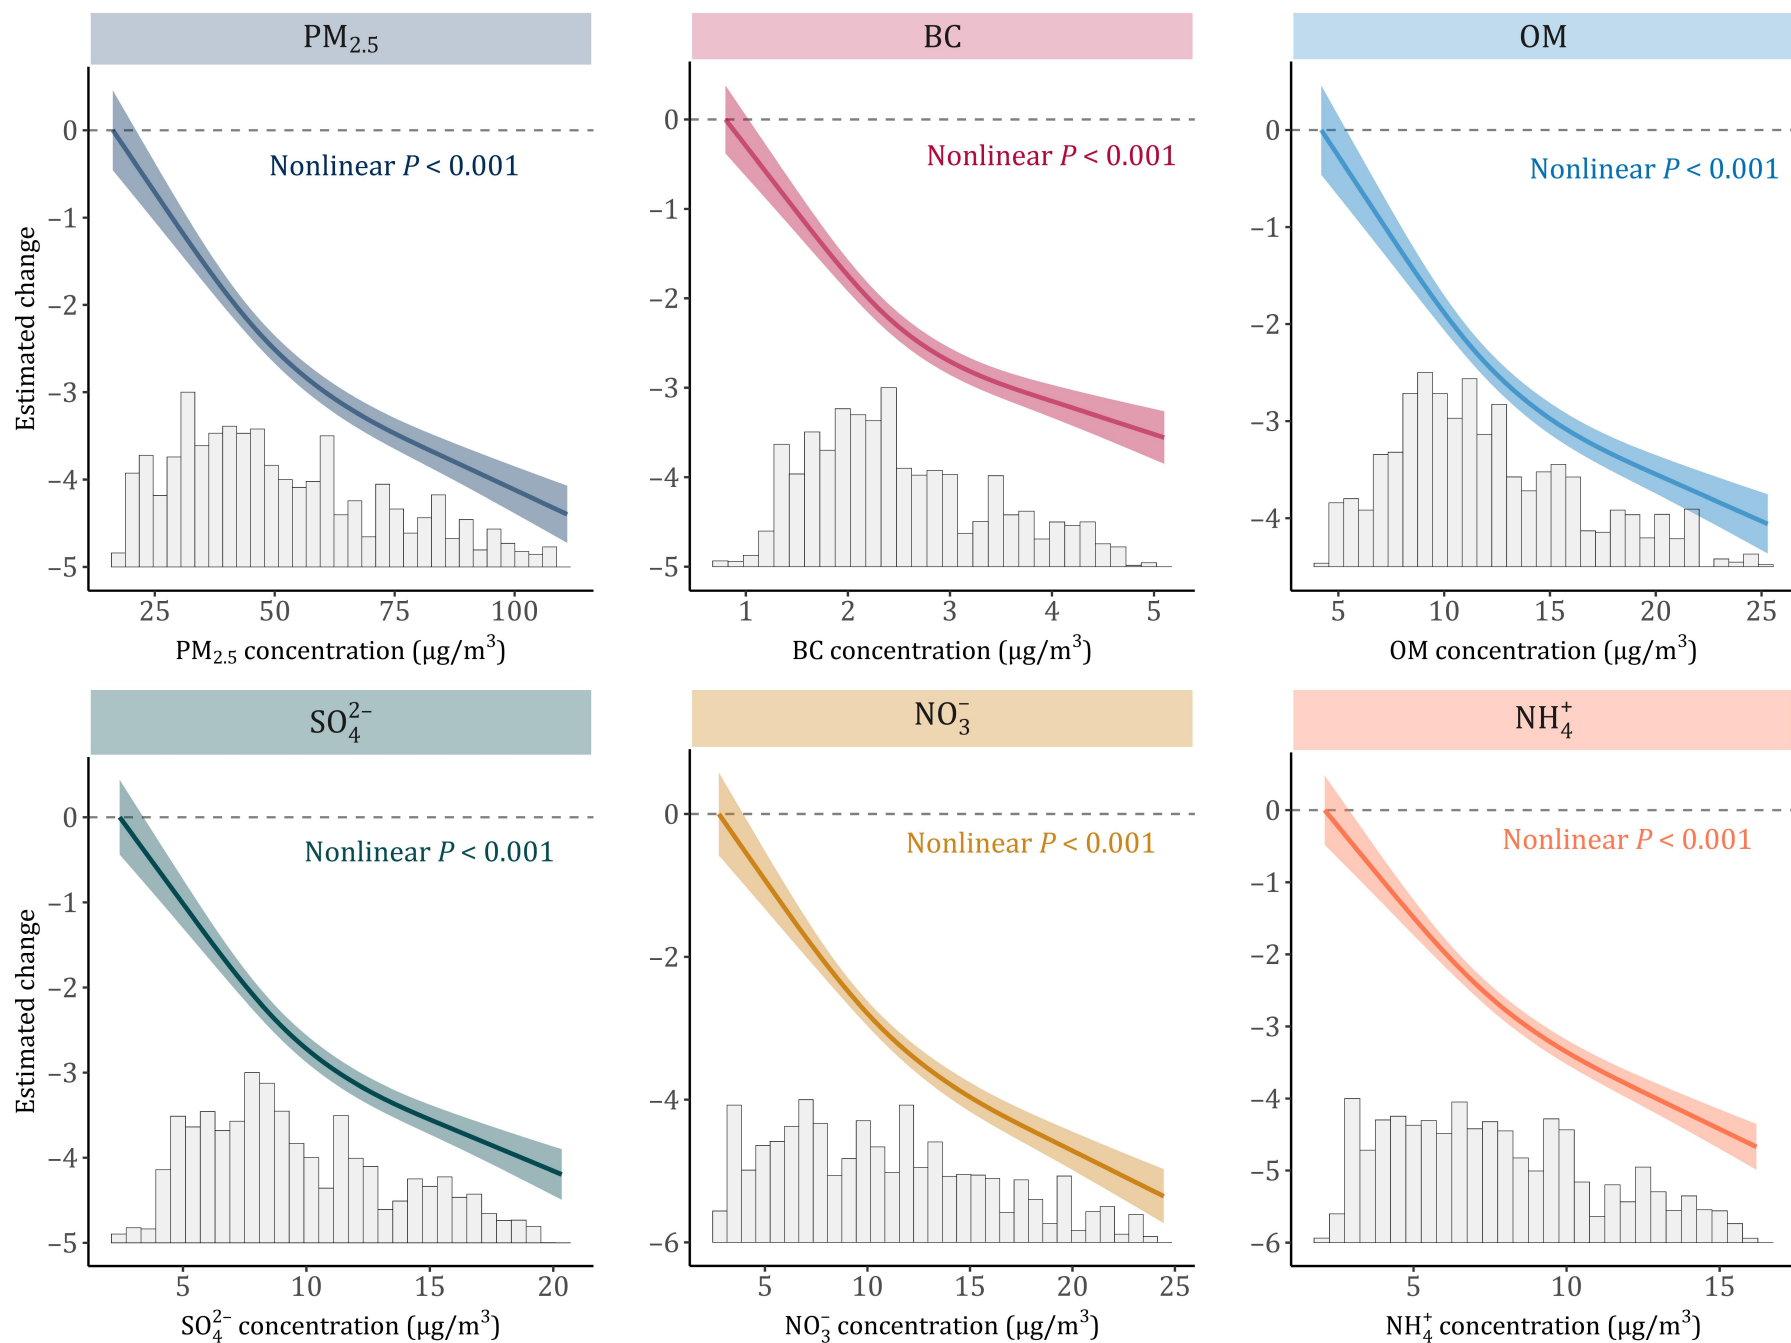 PM₂.₅
BC
OM
Nonlinear P < 0.001
Nonlinear P < 0.001
Nonlinear P < 0.001
Estimated change
0
−1
−2
−3
−4
−5
0
−1
−2
−3
−4
−5
0
−1
−2
−3
−4
25 50 75 100
1 2 3 4 5
5 10 15 20 25
PM₂.₅ concentration (μg/m³)
BC concentration (μg/m³)
OM concentration (μg/m³)
SO₄²⁻
NO₃⁻
NH₄⁺
Nonlinear P < 0.001
Nonlinear P < 0.001
Nonlinear P < 0.001
Estimated change
0
−1
−2
−3
−4
−5
0
−2
−4
−6
0
−1
−2
−3
−4
−5
−6
5 10 15 20
5 10 15 20 25
5 10 15
SO₄²⁻ concentration (μg/m³)
NO₃⁻ concentration (μg/m³)
NH₄⁺ concentration (μg/m³)